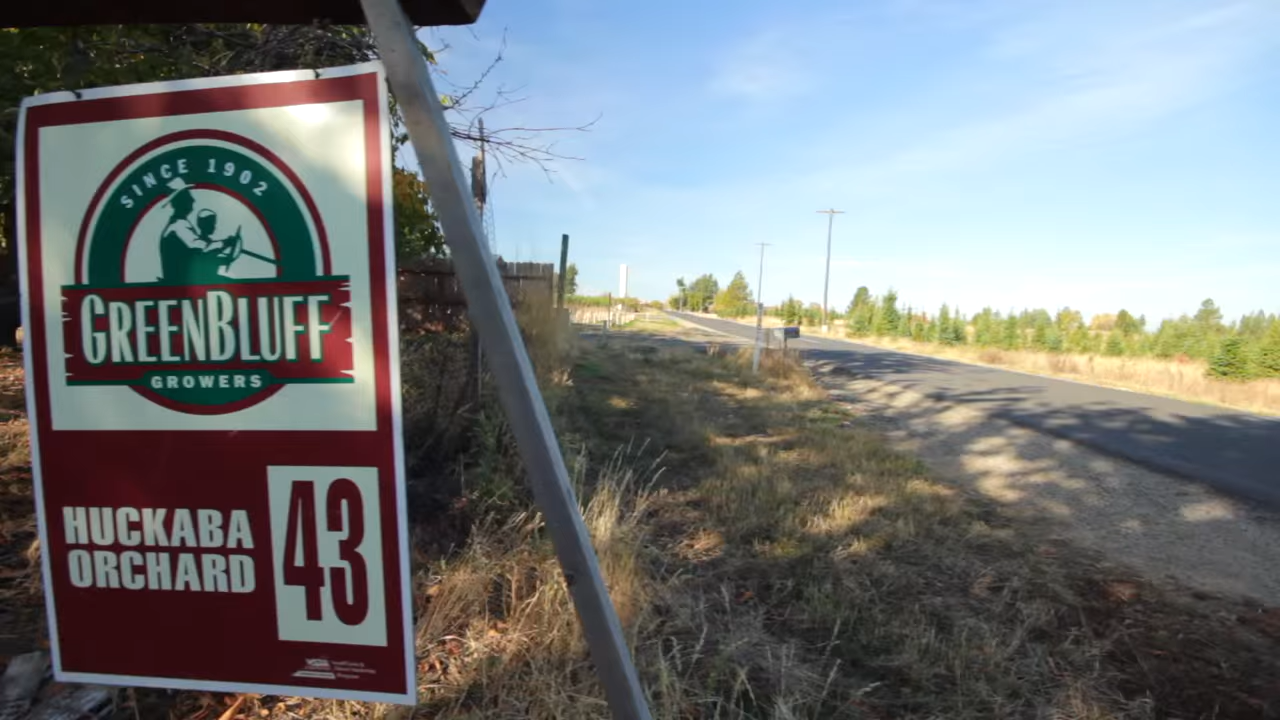 SINCE 1902
GREENBLUFF
GROWERS
HUCKABA
ORCHARD
43